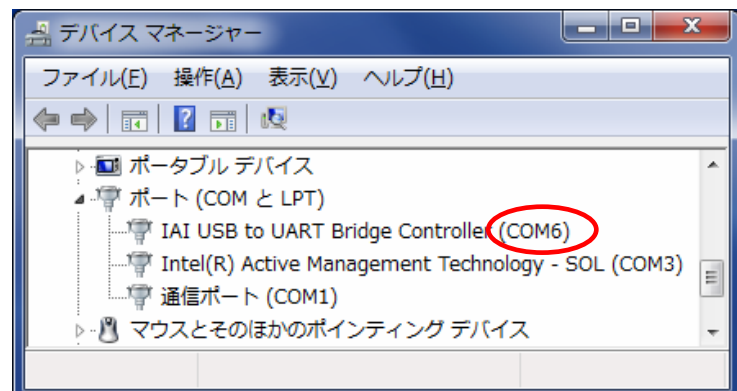 デバイス マネージャー
ファイル(F) 操作(A) 表示(V) ヘルプ(H)
ポータブル デバイス
ポート (COM と LPT)
IAI USB to UART Bridge Controller (COM6)
Intel(R) Active Management Technology - SOL (COM3)
通信ポート (COM1)
マウスとそのほかのポインティング デバイス